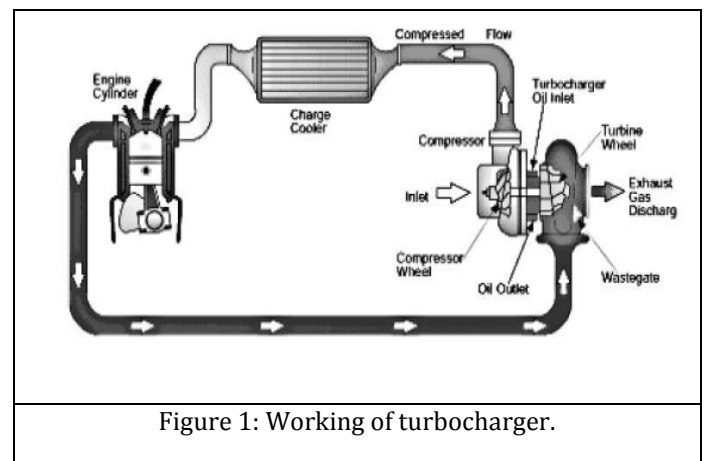 Compressed Flow
Engine
Cylinder
Charge
Cooler
Turbocharger
Oil Inlet
Compressor
Turbine
Wheel
Inlet
Exhaust
Gas
Discharg
Compressor
Wheel
Oil Outlet
Wastegate
Figure 1: Working of turbocharger.